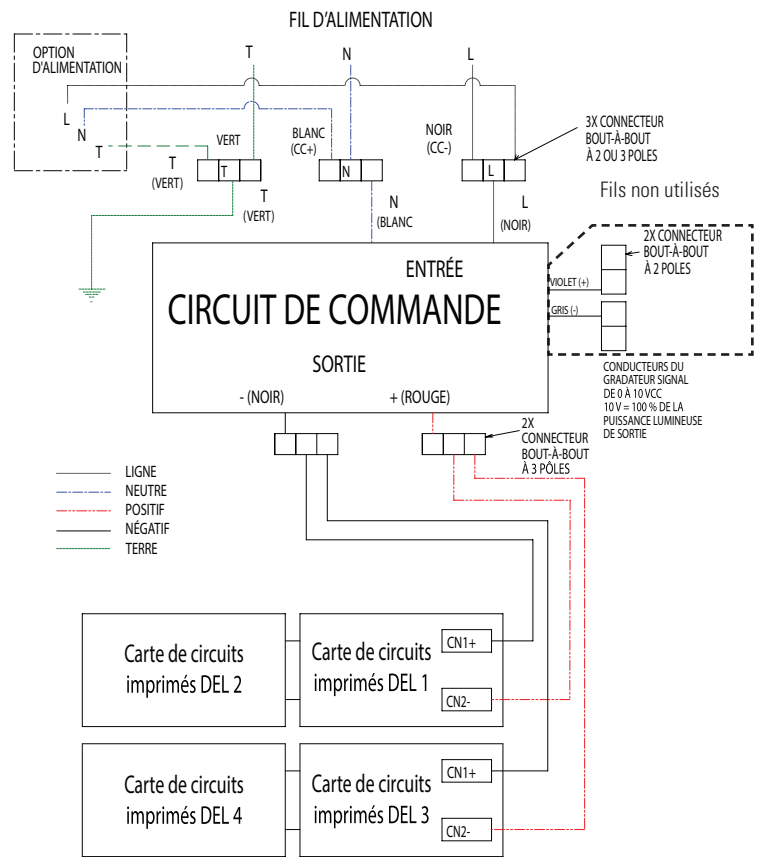 FIL D'ALIMENTATION
OPTION
D'ALIMENTATION
T
N
L
L
N
T
VERT
BLANC
(CC+)
NOIR
(CC-)
3X CONNECTEUR
BOUT-À-BOUT
À 2 OU 3 POLES
T
(VERT)
T
N
L
T
(VERT)
N
(BLANC
L
(NOIR)
Fils non utilisés
2X CONNECTEUR
BOUT-À-BOUT
À 2 POLES
VIOLET (+)
GRIS (-)
ENTRÉE
CIRCUIT DE COMMANDE
SORTIE
- (NOIR)
+ (ROUGE)
CONDUCTEURS DU
GRADATEUR SIGNAL
DE 0 À 10 VCC
10 V = 100 % DE LA
PUISSANCE LUMINEUSE
DE SORTIE
2X
CONNECTEUR
BOUT-À-BOUT
À 3 PÔLES
LIGNE
NEUTRE
POSITIF
NÉGATIF
TERRE
Carte de circuits
imprimés DEL 2
Carte de circuits
imprimés DEL 1
CN1+
CN2-
Carte de circuits
imprimés DEL 4
Carte de circuits
imprimés DEL 3
CN1+
CN2-